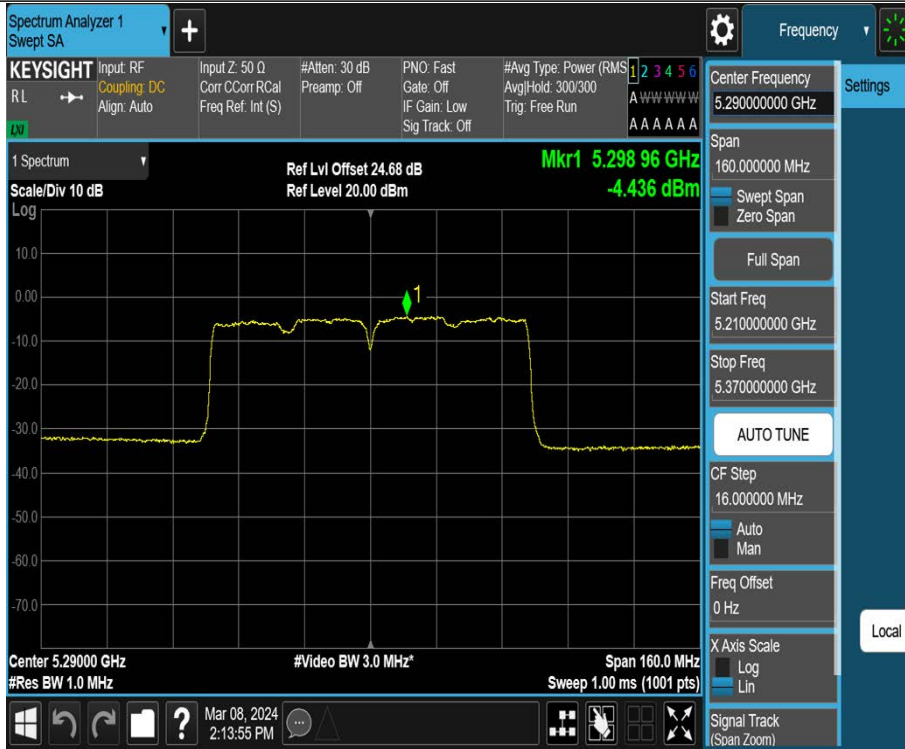 Spectrum Analyzer 1
Swept SA
+
Frequency
KEYSIGHT
R L
LXI
Input: RF
Coupling: DC
Align: Auto
Input Z: 50 Ω
Corr CCorr RCal
Freq Ref: Int (S)
#Atten: 30 dB
Preamp: Off
PNO: Fast
Gate: Off
IF Gain: Low
Sig Track: Off
#Avg Type: Power (RMS
Avg|Hold: 300/300
Trig: Free Run
1 2 3 4 5 6
A W W W W W
A A A A A A
Center Frequency
5.290000000 GHz
Settings
1 Spectrum
Scale/Div 10 dB
Ref Lvl Offset 24.68 dB
Ref Level 20.00 dBm
Mkr1 5.298 96 GHz
-4.436 dBm
Span
160.000000 MHz
Swept Span
Zero Span
Full Span
Start Freq
5.210000000 GHz
Stop Freq
5.370000000 GHz
AUTO TUNE
CF Step
16.000000 MHz
Auto
Man
Freq Offset
0 Hz
X Axis Scale
Log
Lin
Signal Track
(Span Zoom)
Local
Log
10.0
0.00
-10.0
-20.0
-30.0
-40.0
-50.0
-60.0
-70.0
1
Center 5.29000 GHz
#Res BW 1.0 MHz
#Video BW 3.0 MHz*
Span 160.0 MHz
Sweep 1.00 ms (1001 pts)
?
Mar 08, 2024
2:13:55 PM